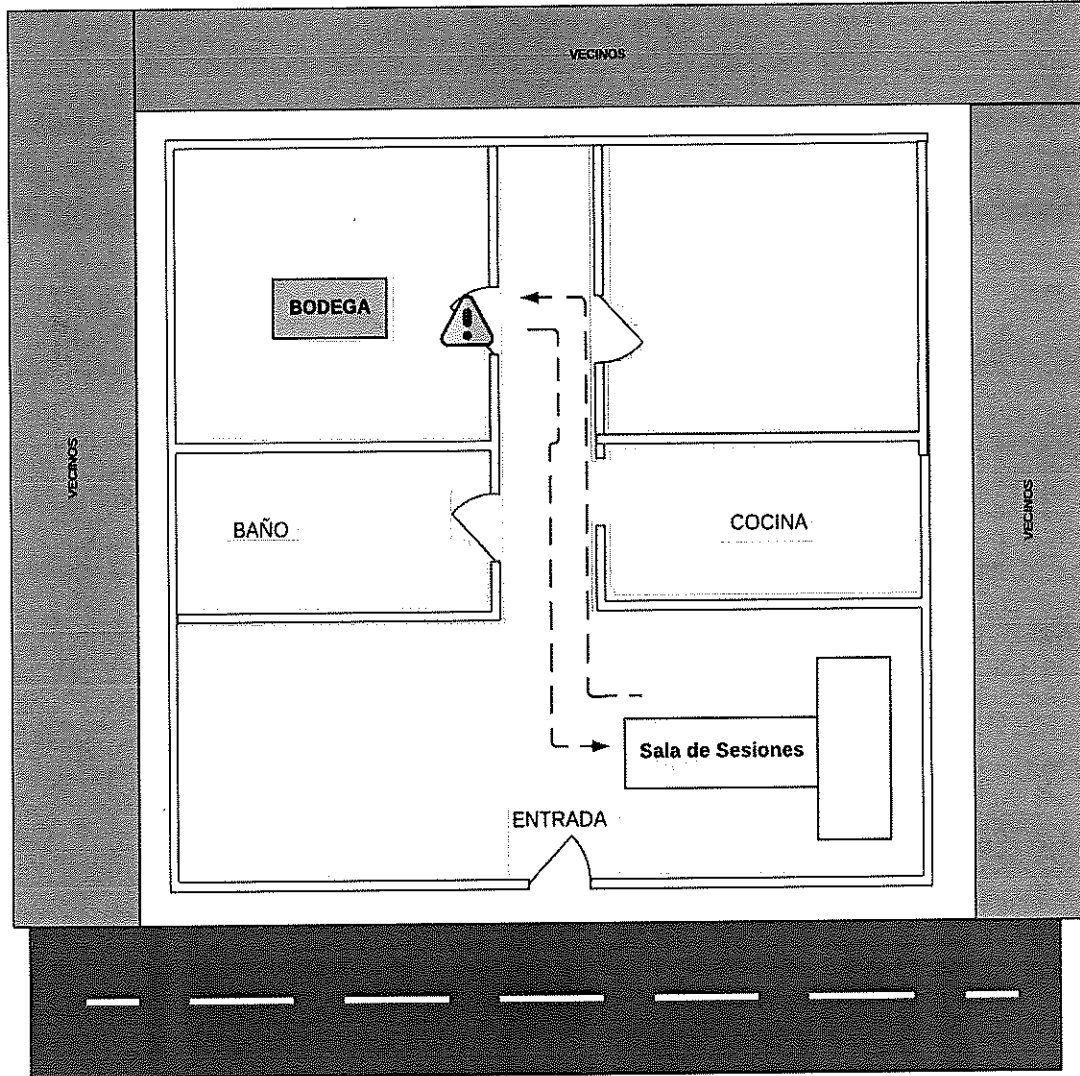 VECINOS
BODEGA
VECINOS
BAÑO
COCINA
VECINOS
Sala de Sesiones
ENTRADA